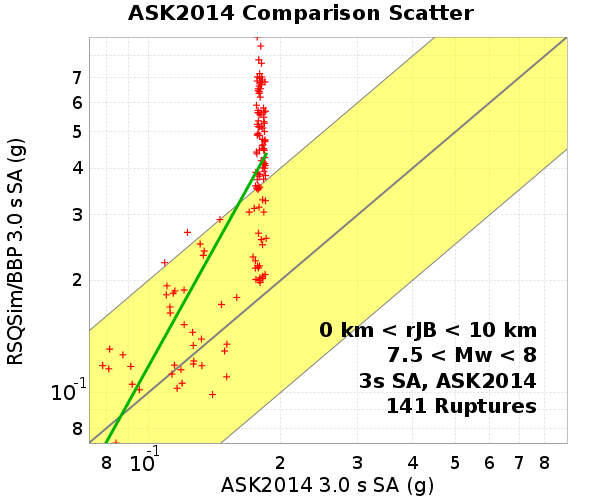 ASK2014 Comparison Scatter
RSQSim/BBP 3.0 s SA (g)
7
6
5
4
3
2
10-1
8
0 km < rJB < 10 km
7.5 < Mw < 8
3s SA, ASK2014
141 Ruptures
8 10-1 2 3 4 5 6 7 8
ASK2014 3.0 s SA (g)